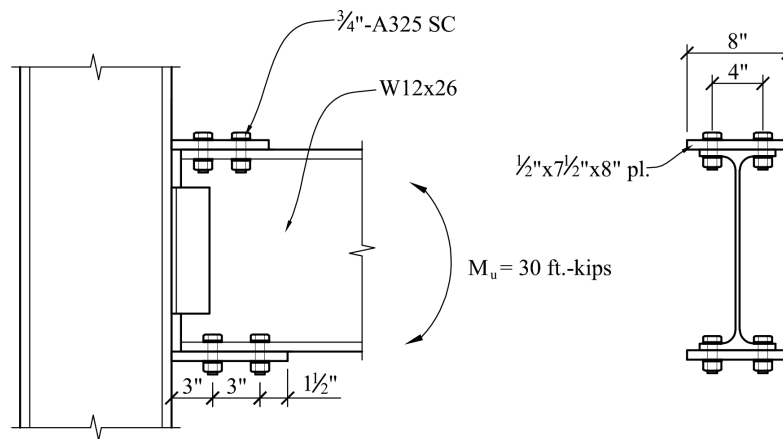 ¾"-A325 SC
W12x26
M_u = 30 ft.-kips
3"
3"
1½"
8"
4"
½"x7½"x8" pl.